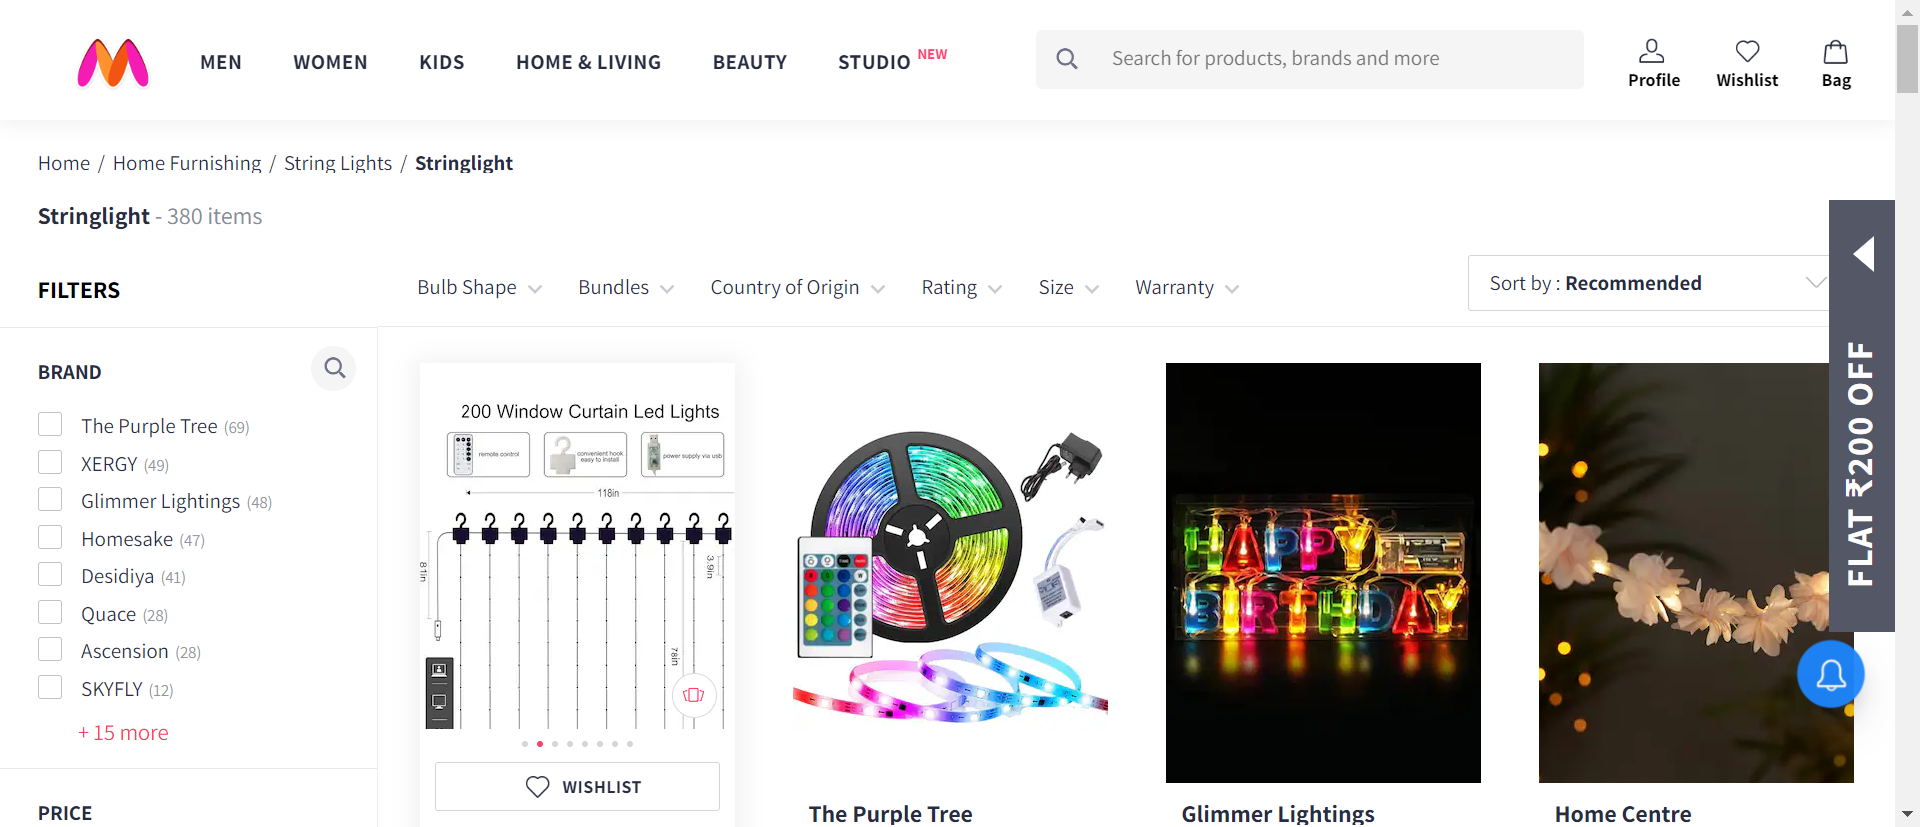 MEN WOMEN KIDS HOME & LIVING BEAUTY STUDIO NEW
Search for products, brands and more
Profile Wishlist Bag
Home / Home Furnishing / String Lights / Stringlight
Stringlight - 380 items
FILTERS
Bulb Shape Bundles Country of Origin Rating Size Warranty
Sort by : Recommended
FLAT ₹200 OFF
BRAND
The Purple Tree (69)
XERGY (49)
Glimmer Lightings (48)
Homesake (47)
Desidiya (41)
Quace (28)
Ascension (28)
SKYFLY (12)
+ 15 more
PRICE
200 Window Curtain Led Lights
remote control
convenient hook
easy to install
power supply via usb
118in
8.1in
3.9in
78in
WISHLIST
HAPPY
BIRTHDAY
The Purple Tree
Glimmer Lightings
Home Centre